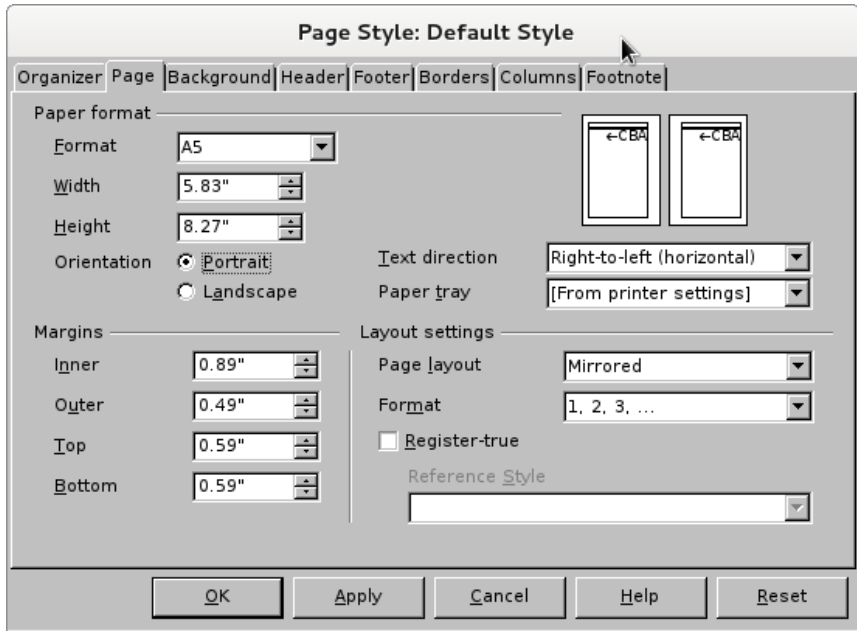 Page Style: Default Style
Organizer Page Background Header Footer Borders Columns Footnote
Paper format
←CBA ←CBA
Format A5
Width 5.83"
Height 8.27"
Orientation Portrait
Landscape
Text direction Right-to-left (horizontal)
Paper tray [From printer settings]
Margins
Inner 0.89"
Outer 0.49"
Top 0.59"
Bottom 0.59"
Layout settings
Page layout Mirrored
Format 1, 2, 3, ...
Register-true
Reference Style
OK Apply Cancel Help Reset